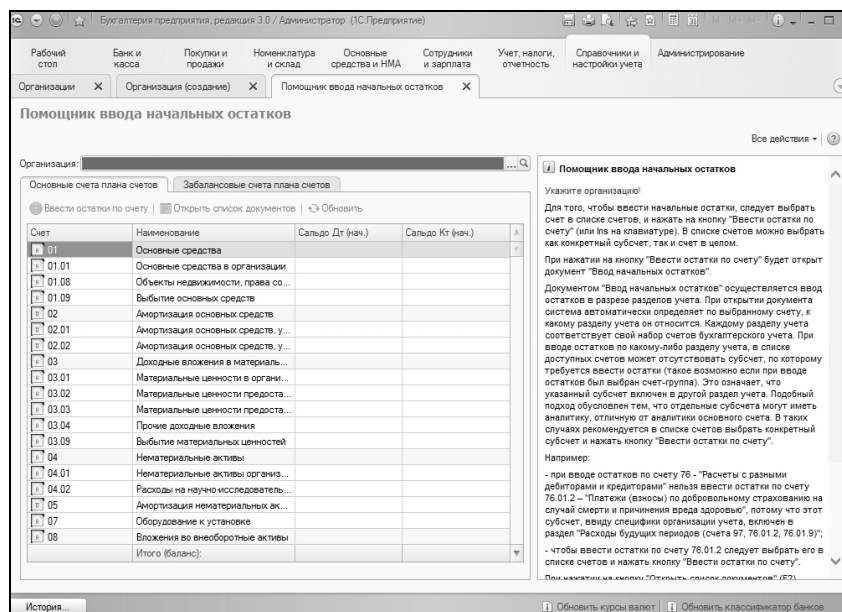 Бухгалтерия предприятия, редакция 3.0 / Администратор (1С:Предприятие)
M M+ M-
Рабочий стол
Банк и касса
Покупки и продажи
Номенклатура и склад
Основные средства и НМА
Сотрудники и зарплата
Учет, налоги, отчетность
Справочники и настройки учета
Администрирование
Организации ×
Организация (создание) ×
Помощник ввода начальных остатков ×
Помощник ввода начальных остатков
Все действия
Организация:
Основные счета плана счетов
Забалансовые счета плана счетов
Ввести остатки по счету
Открыть список документов
Обновить
Счет Наименование Сальдо Дт (нач.) Сальдо Кт (нач.)
01 Основные средства
01.01 Основные средства в организации
01.08 Объекты недвижимости, права со...
01.09 Выбытие основных средств
02 Амортизация основных средств
02.01 Амортизация основных средств, у...
02.02 Амортизация основных средств, у...
03 Доходные вложения в материаль...
03.01 Материальные ценности в органи...
03.02 Материальные ценности предоста...
03.03 Материальные ценности предоста...
03.04 Прочие доходные вложения
03.09 Выбытие материальных ценностей
04 Нематериальные активы
04.01 Нематериальные активы организ...
04.02 Расходы на научно-исследователь...
05 Амортизация нематериальных ак...
07 Оборудование к установке
08 Вложения во внеоборотные активы
Итого (баланс):
Помощник ввода начальных остатков
Укажите организацию!
Для того, чтобы ввести начальные остатки, следует выбрать
счет в списке счетов, и нажать на кнопку "Ввести остатки по
счету" (или Ins на клавиатуре). В списке счетов можно выбрать
как конкретный субсчет, так и счет в целом.
При нажатии на кнопку "Ввести остатки по счету" будет открыт
документ "Ввод начальных остатков".
Документом "Ввод начальных остатков" осуществляется ввод
остатков в разрезе разделов учета. При открытии документа
система автоматически определяет по выбранному счету, к
какому разделу учета он относится. Каждому разделу учета
соответствует свой набор счетов бухгалтерского учета. При
вводе остатков по какому-либо разделу учета, в списке
доступных счетов может отсутствовать субсчет, по которому
требуется ввести остатки (такое возможно если при вводе
остатков был выбран счет-группа). Это означает, что
указанный субсчет включен в другой раздел учета. Подобный
подход обусловлен тем, что отдельные субсчета могут иметь
аналитику, отличную от аналитики основного счета. В таких
случаях рекомендуется в списке счетов выбрать конкретный
субсчет и нажать кнопку "Ввести остатки по счету".
Например:
- при вводе остатков по счету 76 - "Расчеты с разными
дебиторами и кредиторами" нельзя ввести остатки по счету
76.01.2 – "Платежи (взносы) по добровольному страхованию на
случай смерти и причинения вреда здоровью", потому что этот
субсчет, ввиду специфики организации учета, включен в
раздел "Расходы будущих периодов (счета 97, 76.01.2, 76.01.9)";
- чтобы ввести остатки по счету 76.01.2 следует выбрать его в
списке счетов и нажать кнопку "Ввести остатки по счету".
При нажатии на кнопку "Открыть список документов" (F2)
История...
Обновить курсы валют
Обновить классификатор банков